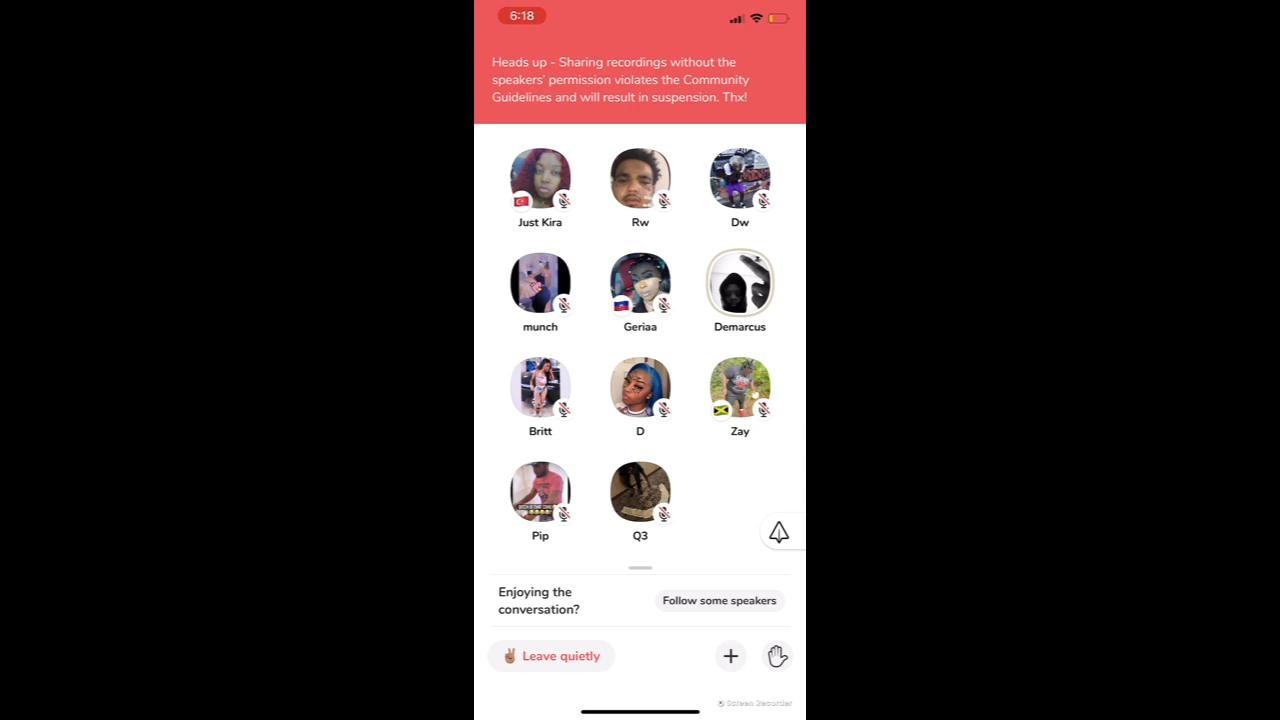 6:18
Heads up - Sharing recordings without the
speakers' permission violates the Community
Guidelines and will result in suspension. Thx!
Just Kira
Rw
Dw
munch
Geriaa
Demarcus
Britt
D
Zay
Pip
Q3
Enjoying the
conversation?
Follow some speakers
Leave quietly
Screen Recorder